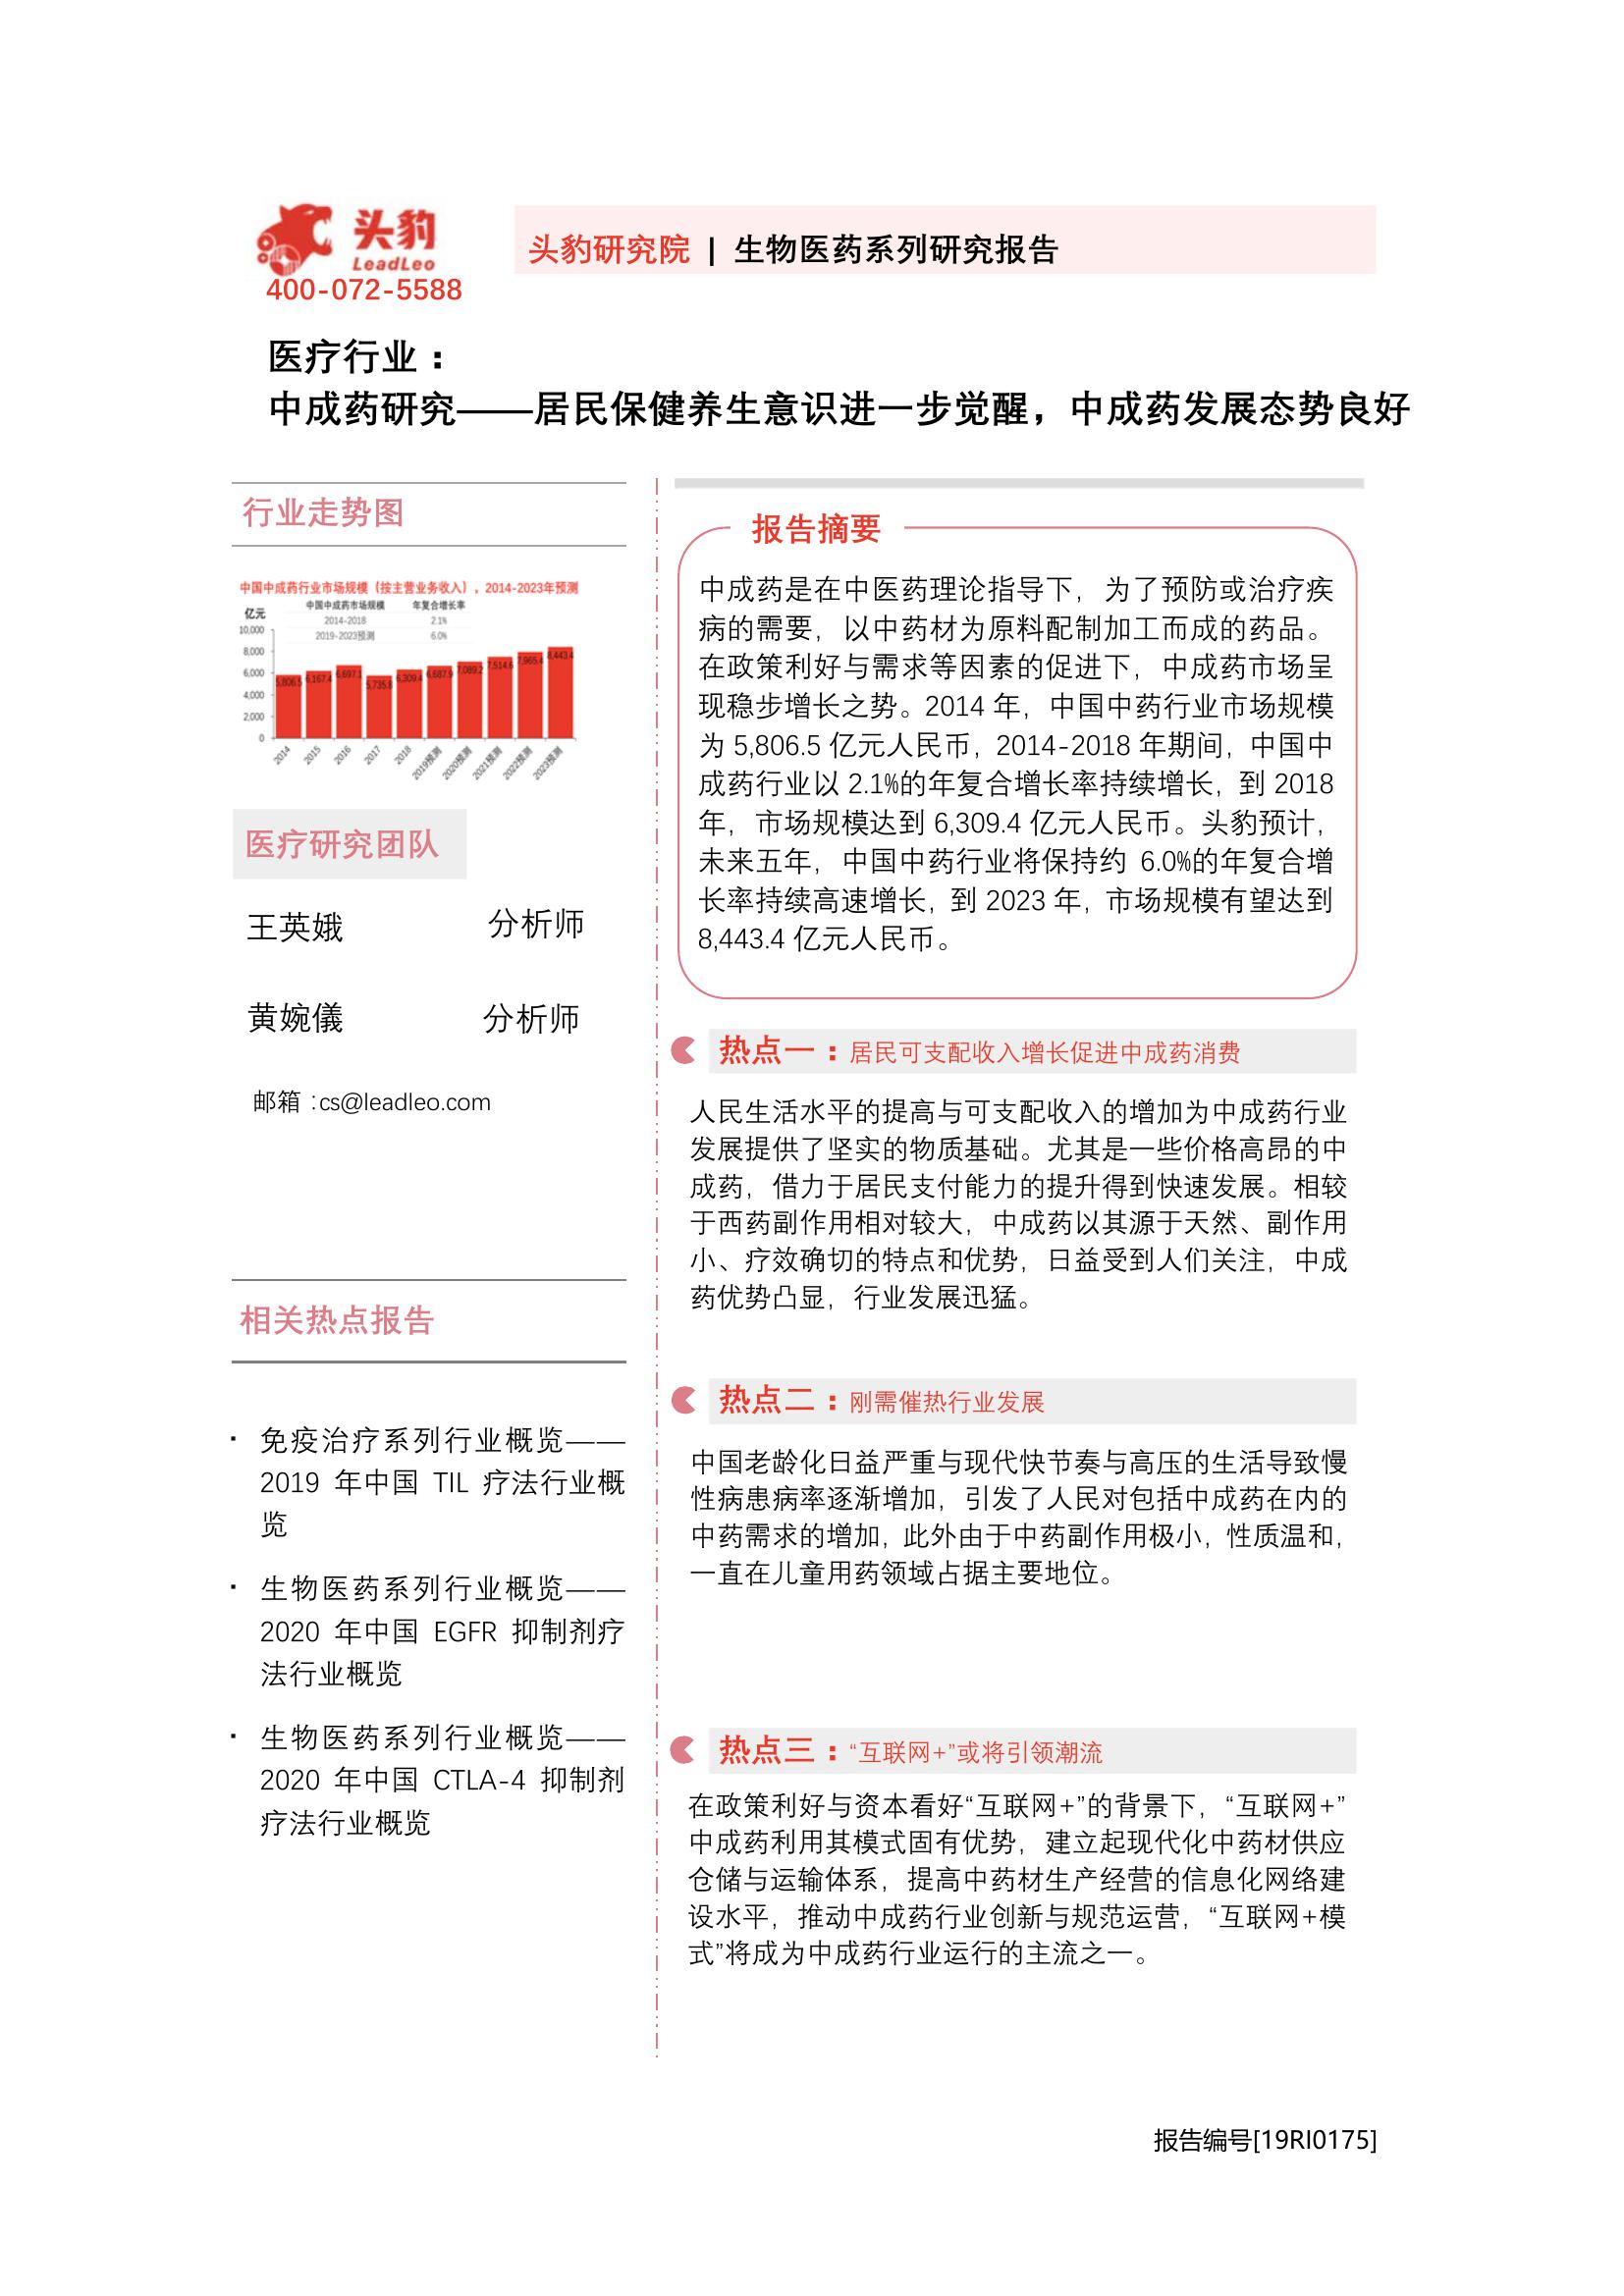 头豹
LeadLeo
400-072-5588
头豹研究院 | 生物医药系列研究报告
医疗行业：
中成药研究——居民保健养生意识进一步觉醒，中成药发展态势良好
行业走势图
中国中成药行业市场规模（按主营业务收入），2014-2023年预测
中国中成药市场规模 年复合增长率
2014-2018 2.1%
2019-2023预测 6.0%
亿元
10,000
8,000
6,000
4,000
2,000
0
5,806.5 6,167.4 6,697.1 5,735.8 6,309.4 6,687.9 7,089.2 7,514.6 7,965.4 8,443.4
2014 2015 2016 2017 2018 2019预测 2020预测 2021预测 2022预测 2023预测
医疗研究团队
王英娥 分析师
黄婉儀 分析师
邮箱：cs@leadleo.com
相关热点报告
· 免疫治疗系列行业概览——
2019 年中国 TIL 疗法行业概
览
· 生物医药系列行业概览——
2020 年中国 EGFR 抑制剂疗
法行业概览
· 生物医药系列行业概览——
2020 年中国 CTLA-4 抑制剂
疗法行业概览
报告摘要
中成药是在中医药理论指导下，为了预防或治疗疾
病的需要，以中药材为原料配制加工而成的药品。
在政策利好与需求等因素的促进下，中成药市场呈
现稳步增长之势。2014 年，中国中药行业市场规模
为 5,806.5 亿元人民币，2014-2018 年期间，中国中
成药行业以 2.1%的年复合增长率持续增长，到 2018
年，市场规模达到 6,309.4 亿元人民币。头豹预计，
未来五年，中国中药行业将保持约 6.0%的年复合增
长率持续高速增长，到 2023 年，市场规模有望达到
8,443.4 亿元人民币。
热点一：居民可支配收入增长促进中成药消费
人民生活水平的提高与可支配收入的增加为中成药行业
发展提供了坚实的物质基础。尤其是一些价格高昂的中
成药，借力于居民支付能力的提升得到快速发展。相较
于西药副作用相对较大，中成药以其源于天然、副作用
小、疗效确切的特点和优势，日益受到人们关注，中成
药优势凸显，行业发展迅猛。
热点二：刚需催热行业发展
中国老龄化日益严重与现代快节奏与高压的生活导致慢
性病患病率逐渐增加，引发了人民对包括中成药在内的
中药需求的增加，此外由于中药副作用极小，性质温和，
一直在儿童用药领域占据主要地位。
热点三：“互联网+”或将引领潮流
在政策利好与资本看好“互联网+”的背景下，“互联网+”
中成药利用其模式固有优势，建立起现代化中药材供应
仓储与运输体系，提高中药材生产经营的信息化网络建
设水平，推动中成药行业创新与规范运营，“互联网+模
式”将成为中成药行业运行的主流之一。
报告编号[19RI0175]